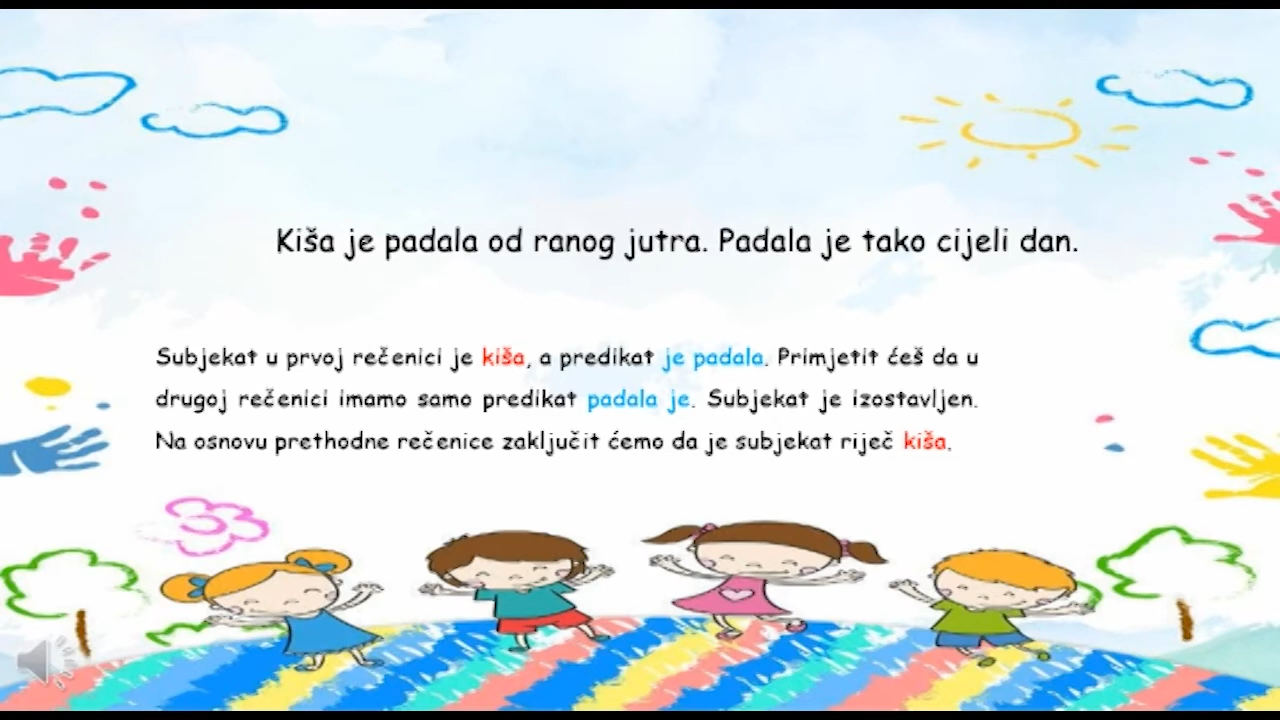 Kiša je padala od ranog jutra. Padala je tako cijeli dan.
Subjekat u prvoj rečenici je kiša, a predikat je padala. Primjetit ćeš da u
drugoj rečenici imamo samo predikat padala je. Subjekat je izostavljen.
Na osnovu prethodne rečenice zaključit ćemo da je subjekat riječ kiša.